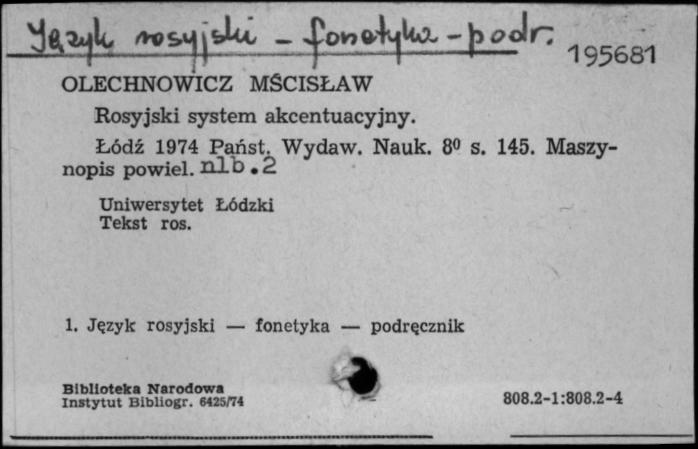 Język rosyjski - fonetyka - podr.
195681
OLECHNOWICZ MŚCISŁAW
Rosyjski system akcentuacyjny.
Łódź 1974 Państ. Wydaw. Nauk. 8⁰ s. 145. Maszy-
nopis powiel. nlb.2
Uniwersytet Łódzki
Tekst ros.
1. Język rosyjski — fonetyka — podręcznik
Biblioteka Narodowa
Instytut Bibliogr. 6425/74
808.2-1:808.2-4